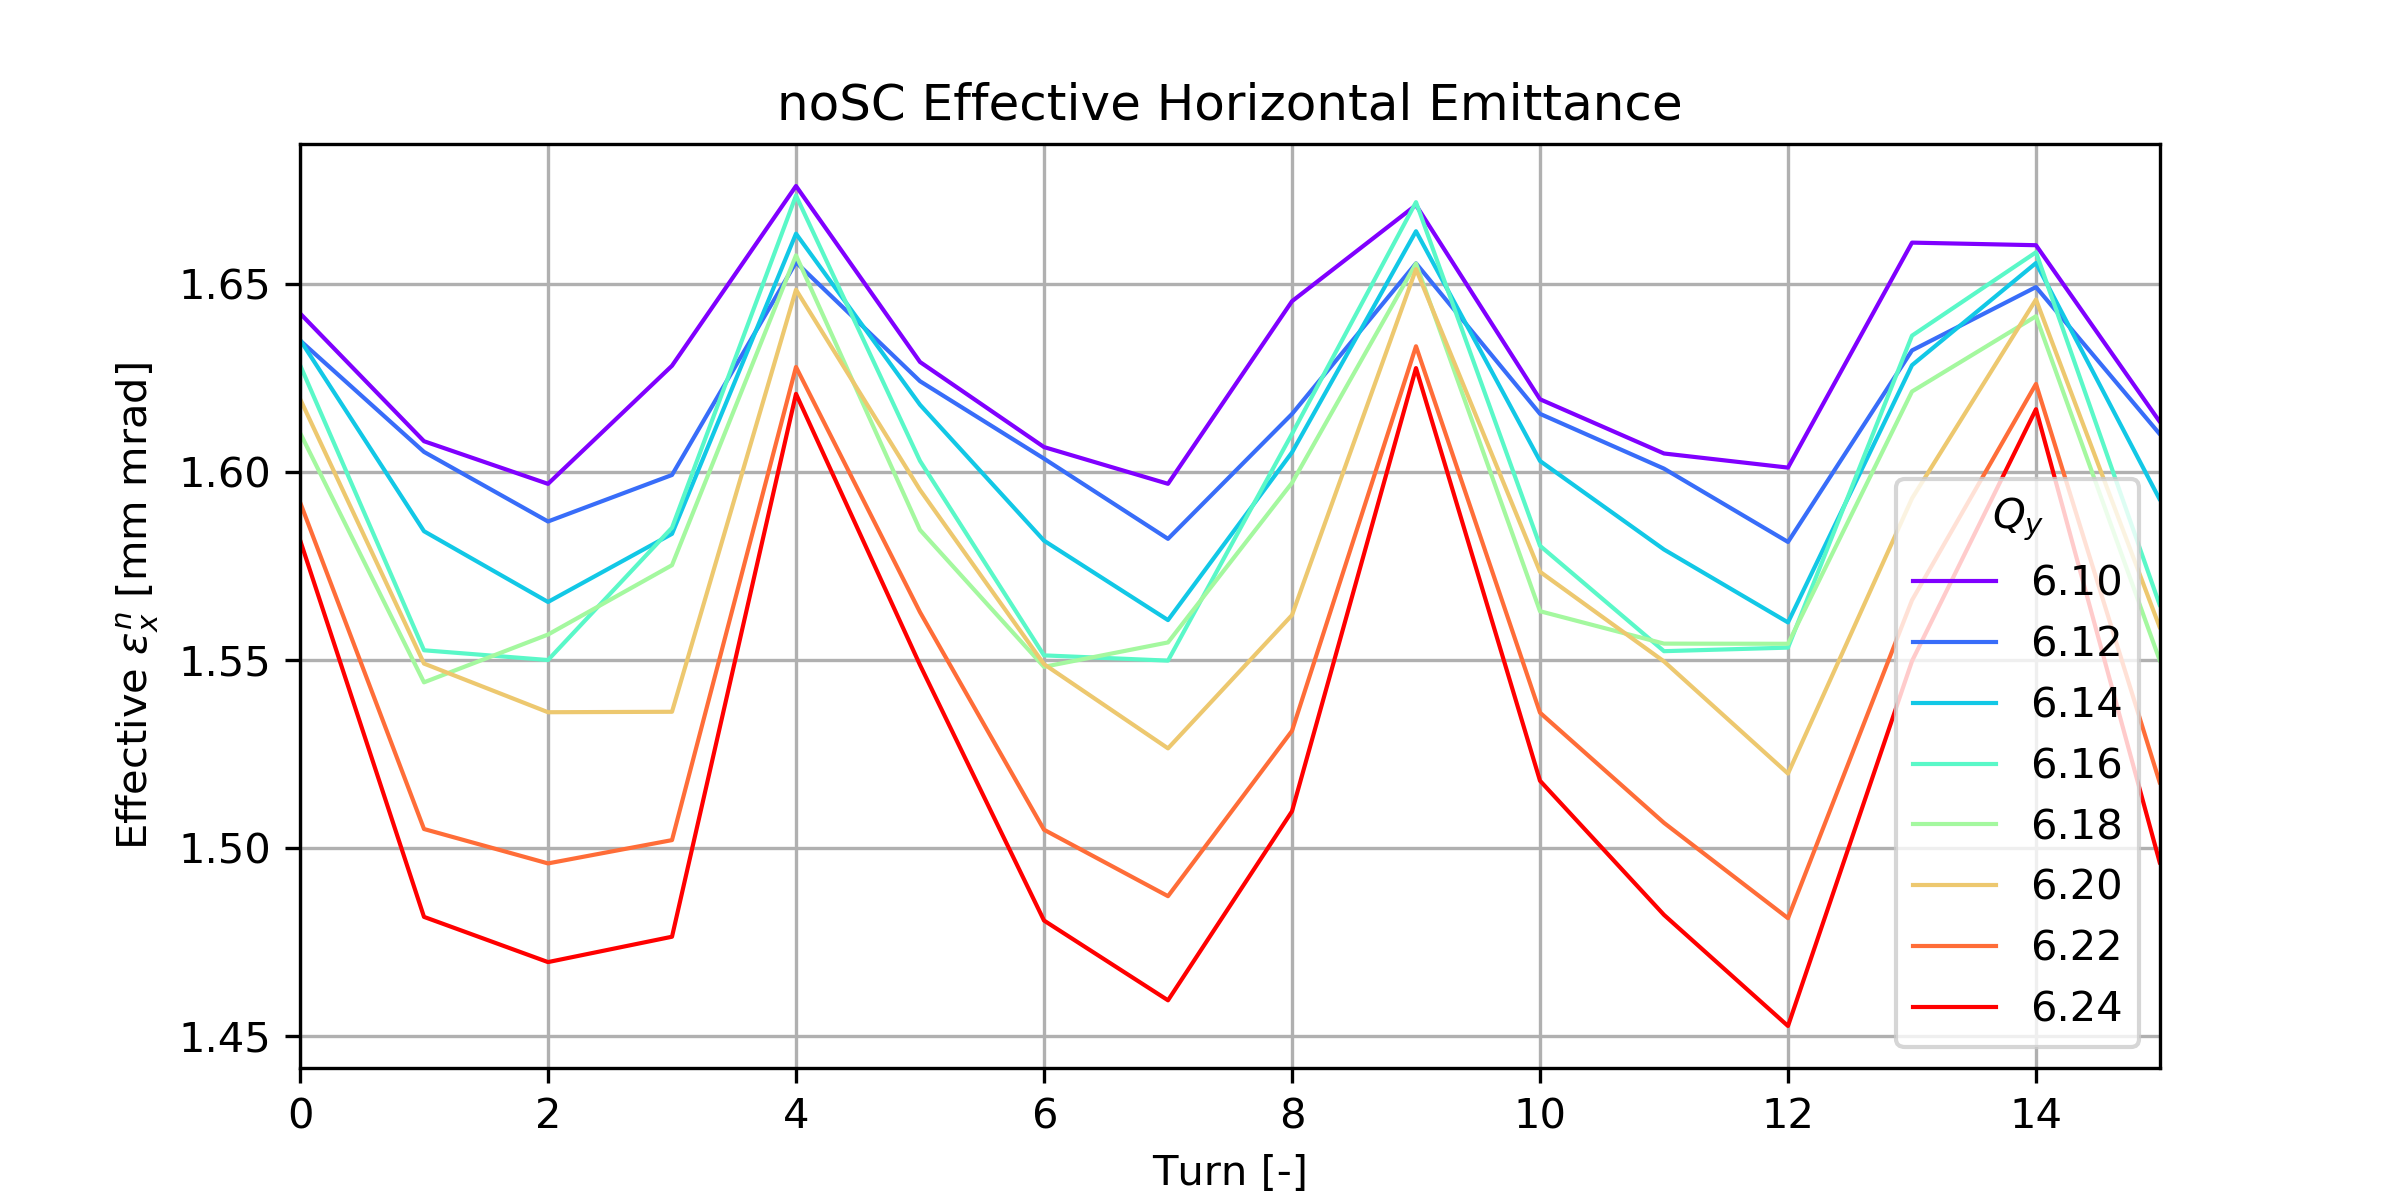 noSC Effective Horizontal Emittance
Effective ε_x^n [mm mrad]
1.65
1.60
1.55
1.50
1.45
Q_y
6.10
6.12
6.14
6.16
6.18
6.20
6.22
6.24
0 2 4 6 8 10 12 14
Turn [-]